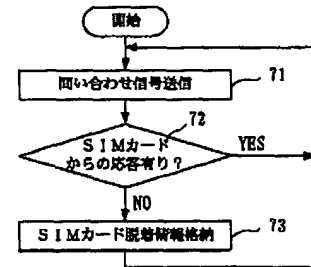 開始
問い合わせ信号送信
71
72
SIMカード
からの応答有り?
YES
NO
73
SIMカード脱着情報格納